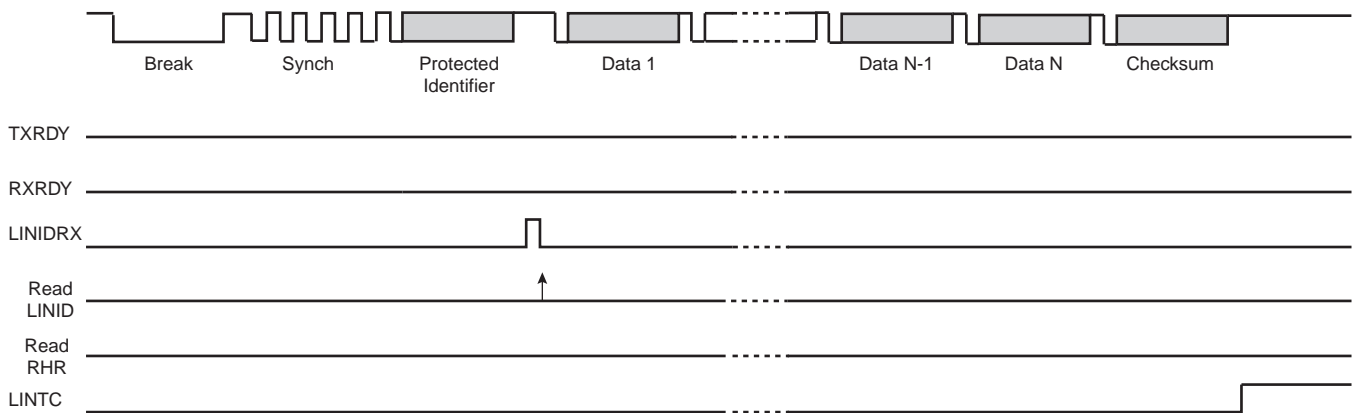 Break Synch Protected Data 1 Data N-1 Data N Checksum
Identifier
TXRDY
RXRDY
LINIDRX
Read
LINID
Read
RHR
LINTC